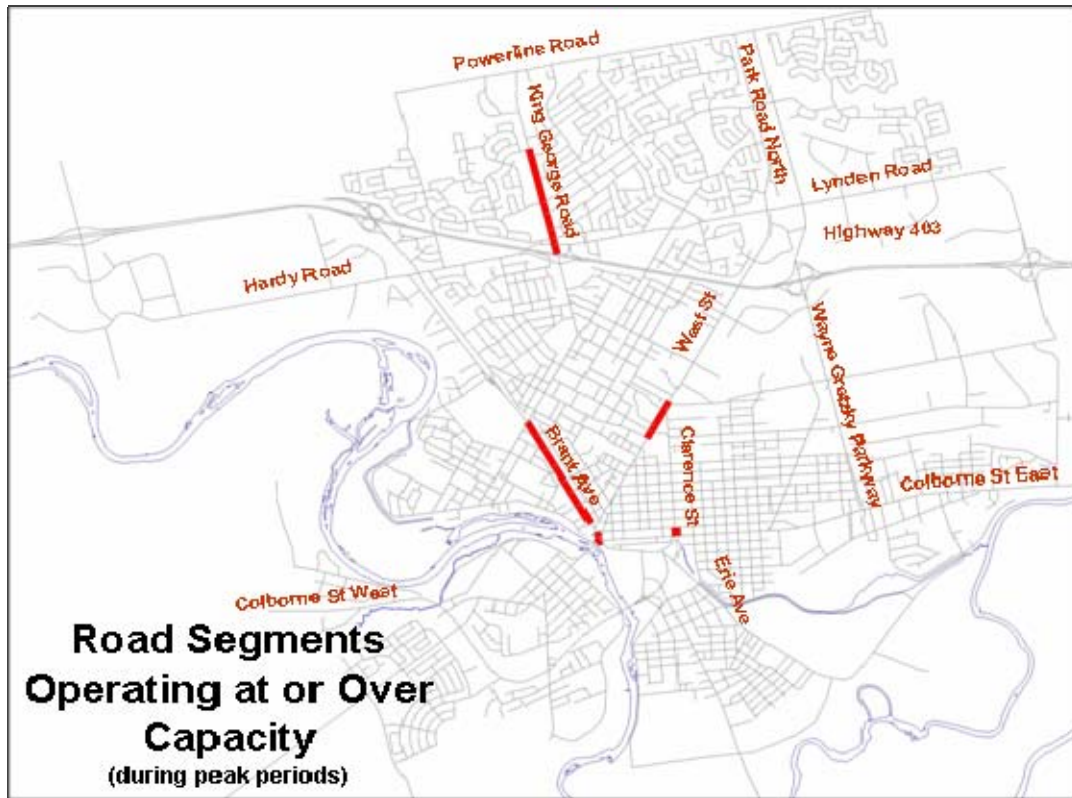 Powerline Road
King George Road
Park Road North
Lynden Road
Highway 403
Hardy Road
West St
Wayne Gretzky Parkway
Brant Ave
Clarence St
Colborne St East
Erie Ave
Colborne St West
Road Segments
Operating at or Over
Capacity
(during peak periods)